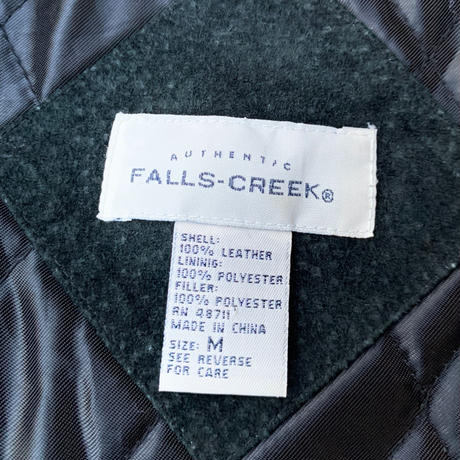 AUTHENTIC
FALLS-CREEK®
SHELL:
100% LEATHER
LINING:
100% POLYESTER
FILLER:
100% POLYESTER
RN 48711
MADE IN CHINA
SIZE: M
SEE REVERSE
FOR CARE